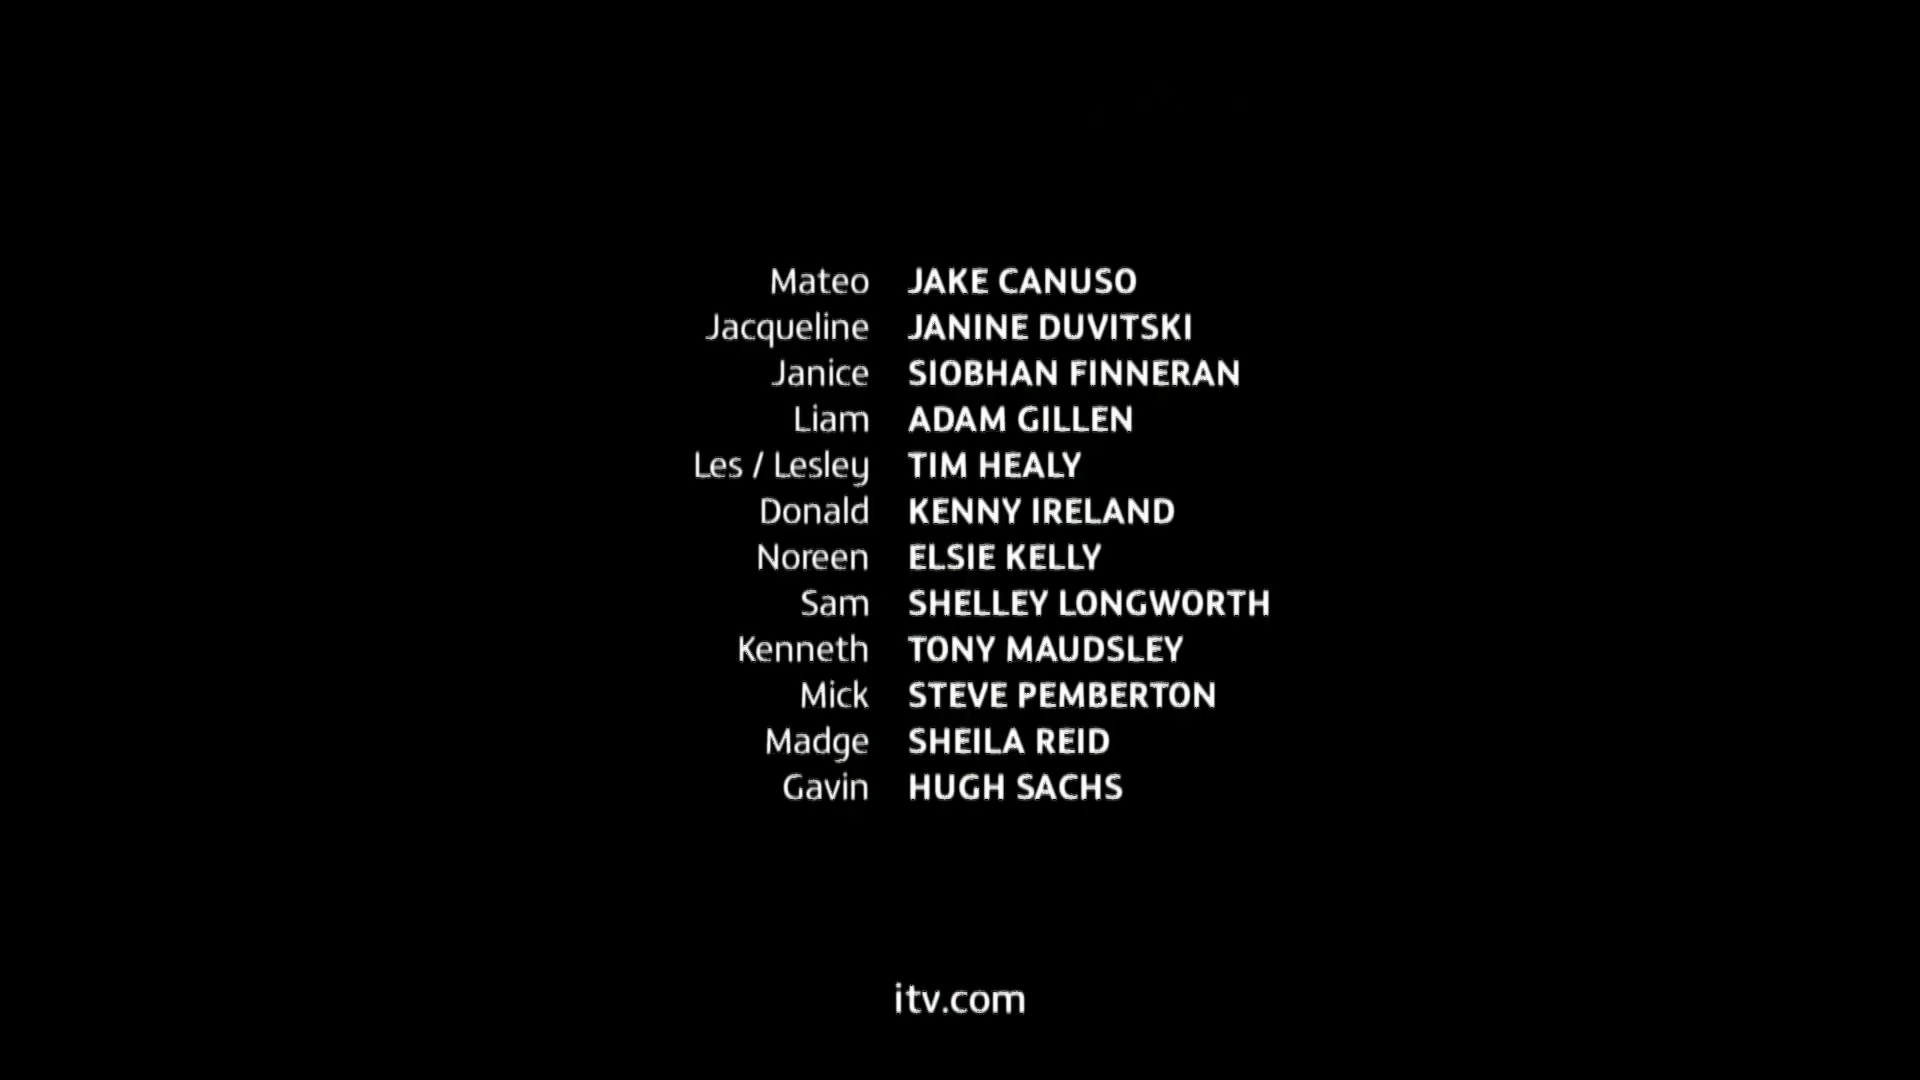 Mateo JAKE CANUSO
Jacqueline JANINE DUVITSKI
Janice SIOBHAN FINNERAN
Liam ADAM GILLEN
Les / Lesley TIM HEALY
Donald KENNY IRELAND
Noreen ELSIE KELLY
Sam SHELLEY LONGWORTH
Kenneth TONY MAUDSLEY
Mick STEVE PEMBERTON
Madge SHEILA REID
Gavin HUGH SACHS
itv.com